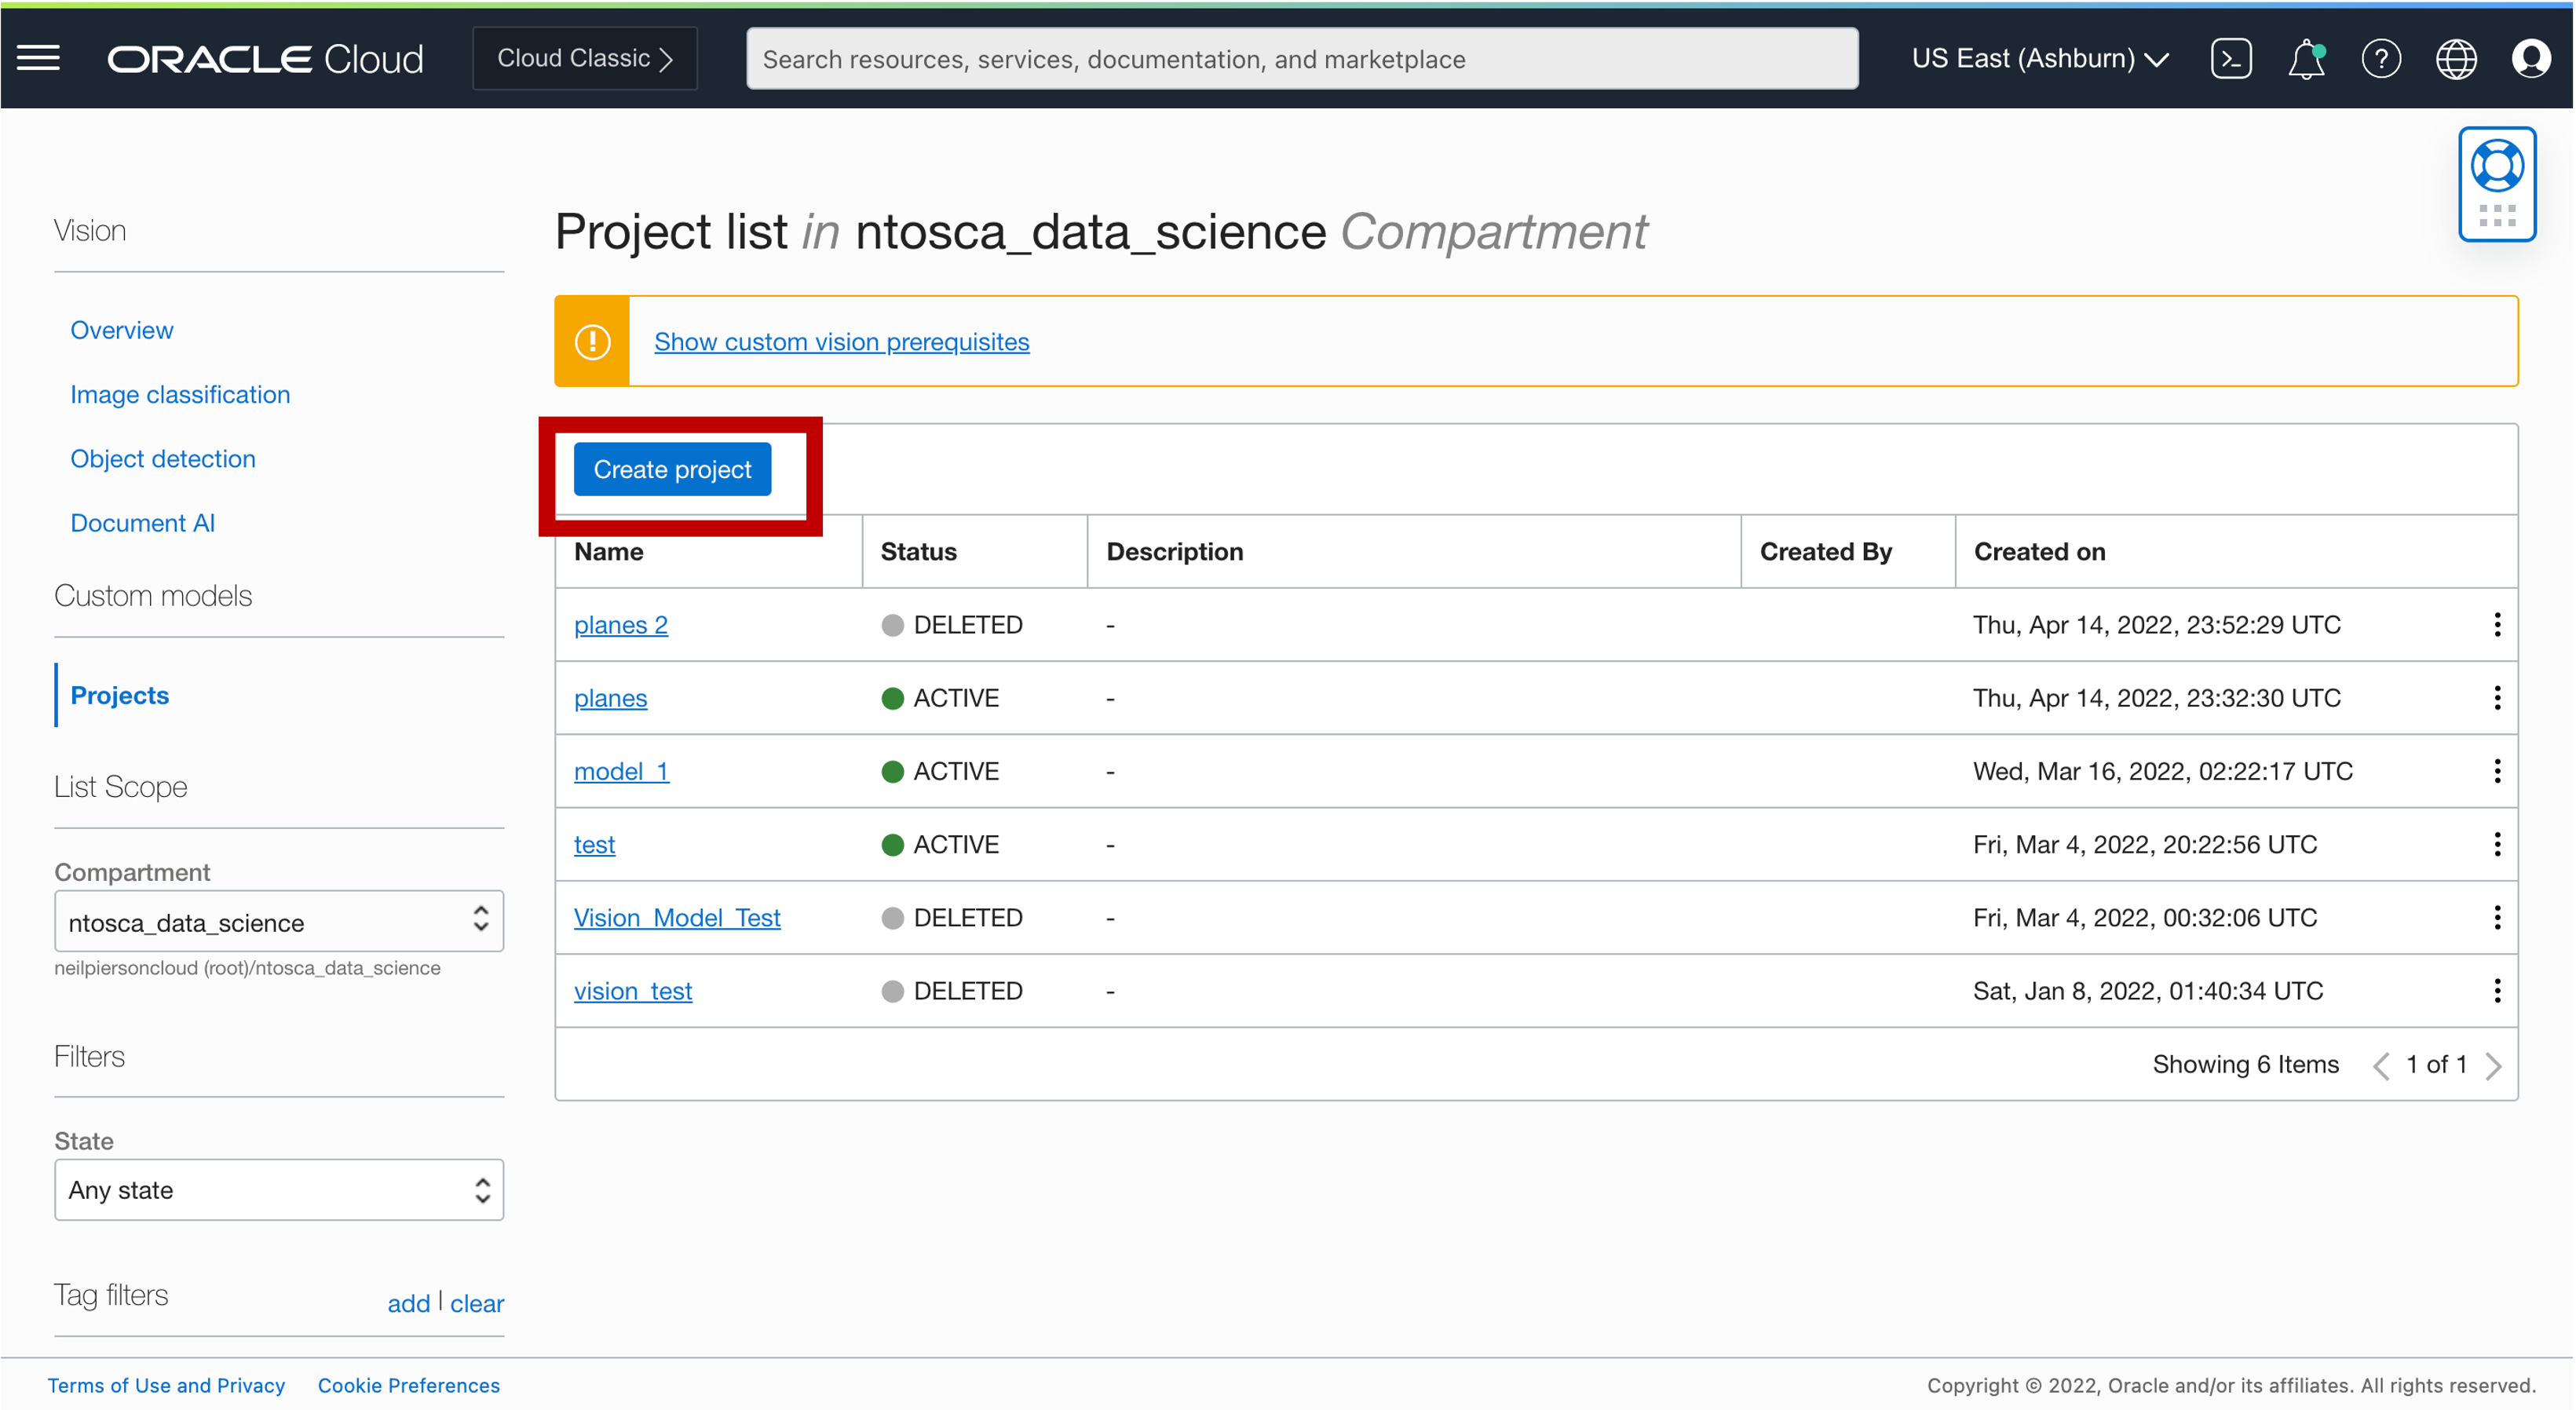 ORACLE Cloud
Cloud Classic
Search resources, services, documentation, and marketplace
US East (Ashburn)
Vision
Overview
Image classification
Object detection
Document AI
Custom models
Projects
List Scope
Compartment
ntosca_data_science
neilpiersoncloud (root)/ntosca_data_science
Filters
State
Any state
Tag filters
add | clear
Project list in ntosca_data_science Compartment
Show custom vision prerequisites
Create project
Name Status Description Created By Created on
planes 2 DELETED - Thu, Apr 14, 2022, 23:52:29 UTC
planes ACTIVE - Thu, Apr 14, 2022, 23:32:30 UTC
model_1 ACTIVE - Wed, Mar 16, 2022, 02:22:17 UTC
test ACTIVE - Fri, Mar 4, 2022, 20:22:56 UTC
Vision_Model_Test DELETED - Fri, Mar 4, 2022, 00:32:06 UTC
vision_test DELETED - Sat, Jan 8, 2022, 01:40:34 UTC
Showing 6 Items 1 of 1
Terms of Use and Privacy Cookie Preferences
Copyright © 2022, Oracle and/or its affiliates. All rights reserved.